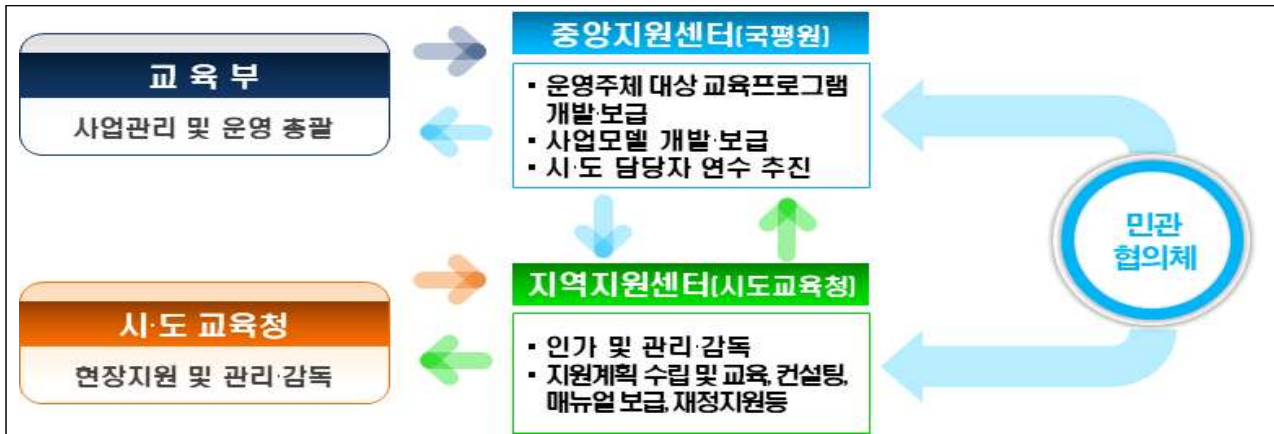 교 육 부
사업관리 및 운영 총괄
중앙지원센터(국평원)
▪ 운영주체 대상 교육프로그램
개발·보급
▪ 사업모델 개발·보급
▪ 시·도 담당자 연수 추진
민관
협의체
시·도 교육청
현장지원 및 관리·감독
지역지원센터(시도교육청)
▪ 인가 및 관리·감독
▪ 지원계획 수립 및 교육, 컨설팅,
매뉴얼 보급, 재정지원등